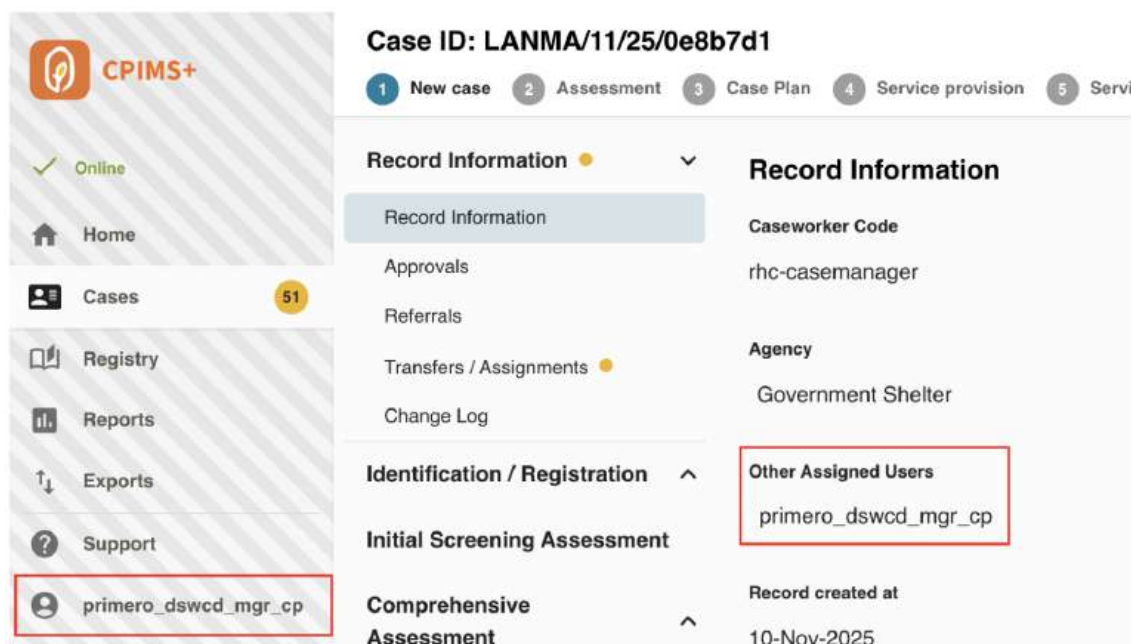 CPIMS+
Online
Home
Cases
51
Registry
Reports
Exports
Support
primero_dswcd_mgr_cp
Case ID: LANMA/11/25/0e8b7d1
1 New case 2 Assessment 3 Case Plan 4 Service provision 5 Servi
Record Information
Record Information
Approvals
Referrals
Transfers / Assignments
Change Log
Identification / Registration
Initial Screening Assessment
Comprehensive
Assessment
Record Information
Caseworker Code
rhc-casemanager
Agency
Government Shelter
Other Assigned Users
primero_dswcd_mgr_cp
Record created at
10-Nov-2025